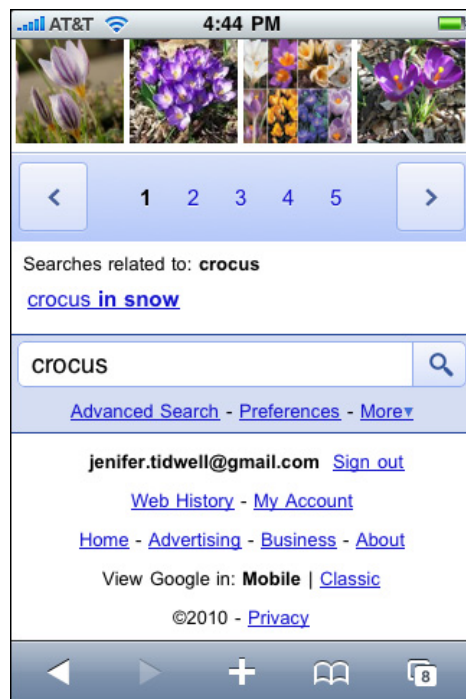 AT&T 4:44 PM
1 2 3 4 5
Searches related to: crocus
crocus in snow
crocus
Advanced Search - Preferences - More▾
jenifer.tidwell@gmail.com Sign out
Web History - My Account
Home - Advertising - Business - About
View Google in: Mobile | Classic
©2010 - Privacy
8